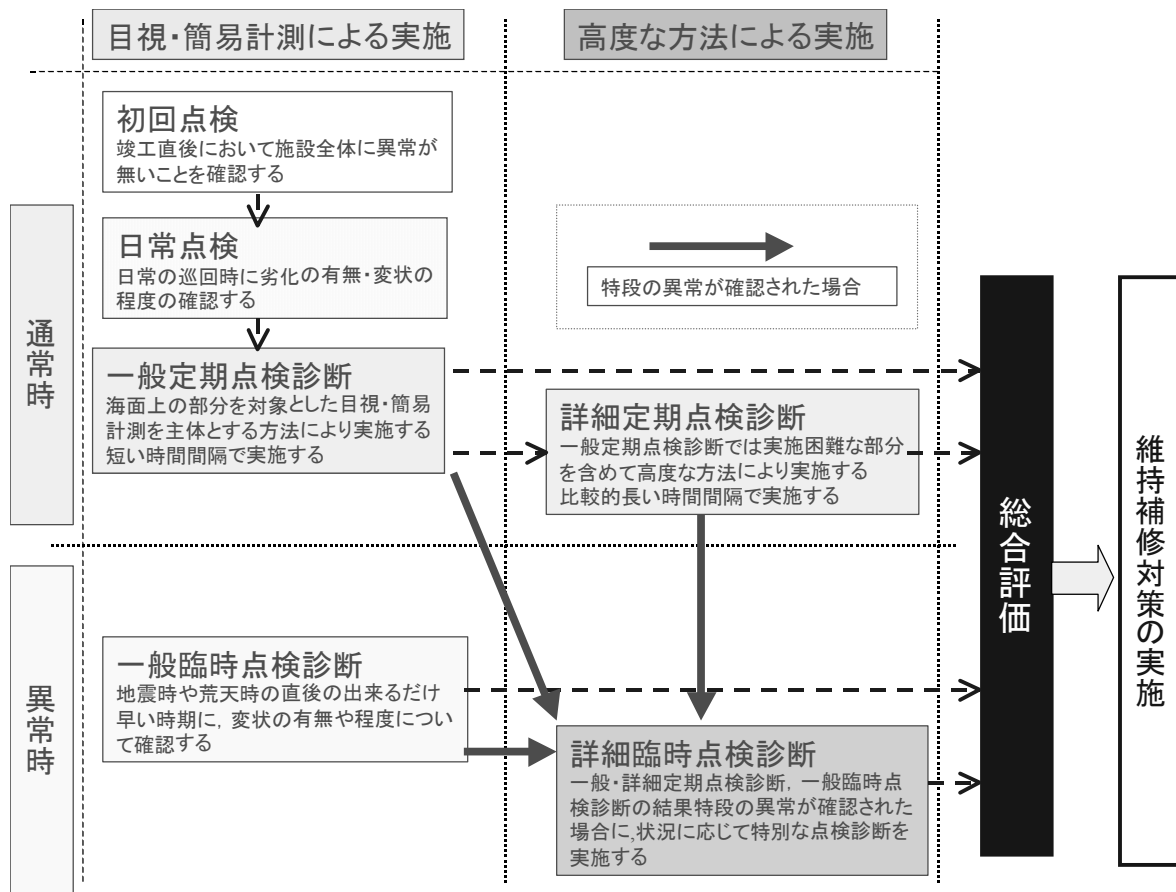 目視・簡易計測による実施
高度な方法による実施
初回点検
竣工直後において施設全体に異常が
無いことを確認する
通常時
日常点検
日常の巡回時に劣化の有無・変状の
程度の確認する
特段の異常が確認された場合
一般定期点検診断
海面上の部分を対象とした目視・簡易
計測を主体とする方法により実施する
短い時間間隔で実施する
詳細定期点検診断
一般定期点検診断では実施困難な部分
を含めて高度な方法により実施する
比較的長い時間間隔で実施する
異常時
一般臨時点検診断
地震時や荒天時の直後の出来るだけ
早い時期に，変状の有無や程度につい
て確認する
詳細臨時点検診断
一般・詳細定期点検診断，一般臨時点
検診断の結果特段の異常が確認された
場合に,状況に応じて特別な点検診断を
実施する
総合評価
維持補修対策の実施